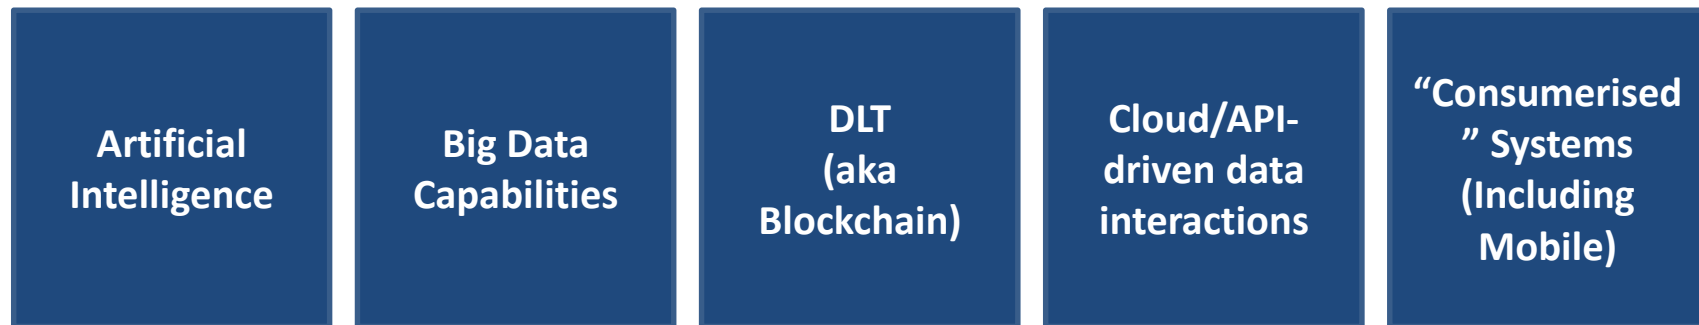 Artificial
Intelligence
Big Data
Capabilities
DLT
(aka
Blockchain)
Cloud/API-
driven data
interactions
“Consumerised
” Systems
(Including
Mobile)